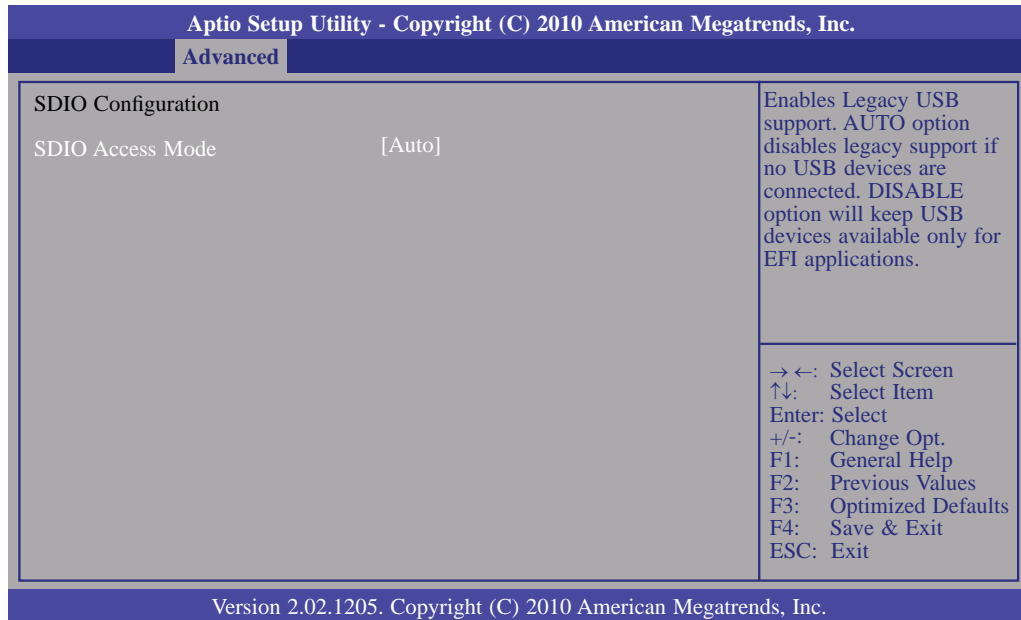 Aptio Setup Utility - Copyright (C) 2010 American Megatrends, Inc.
Advanced
SDIO Configuration
SDIO Access Mode [Auto]
Enables Legacy USB
support. AUTO option
disables legacy support if
no USB devices are
connected. DISABLE
option will keep USB
devices available only for
EFI applications.
→ ←: Select Screen
↑↓: Select Item
Enter: Select
+/-: Change Opt.
F1: General Help
F2: Previous Values
F3: Optimized Defaults
F4: Save & Exit
ESC: Exit
Version 2.02.1205. Copyright (C) 2010 American Megatrends, Inc.